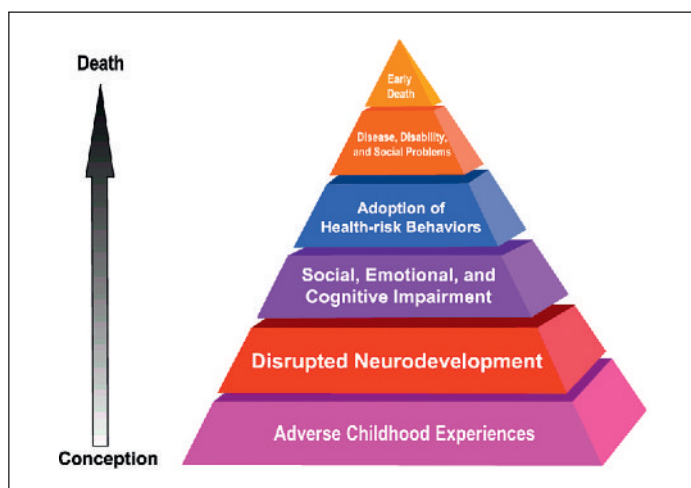 Death
Early
Death
Disease, Disability,
and Social Problems
Adoption of
Health-risk Behaviors
Social, Emotional, and
Cognitive Impairment
Disrupted Neurodevelopment
Adverse Childhood Experiences
Conception